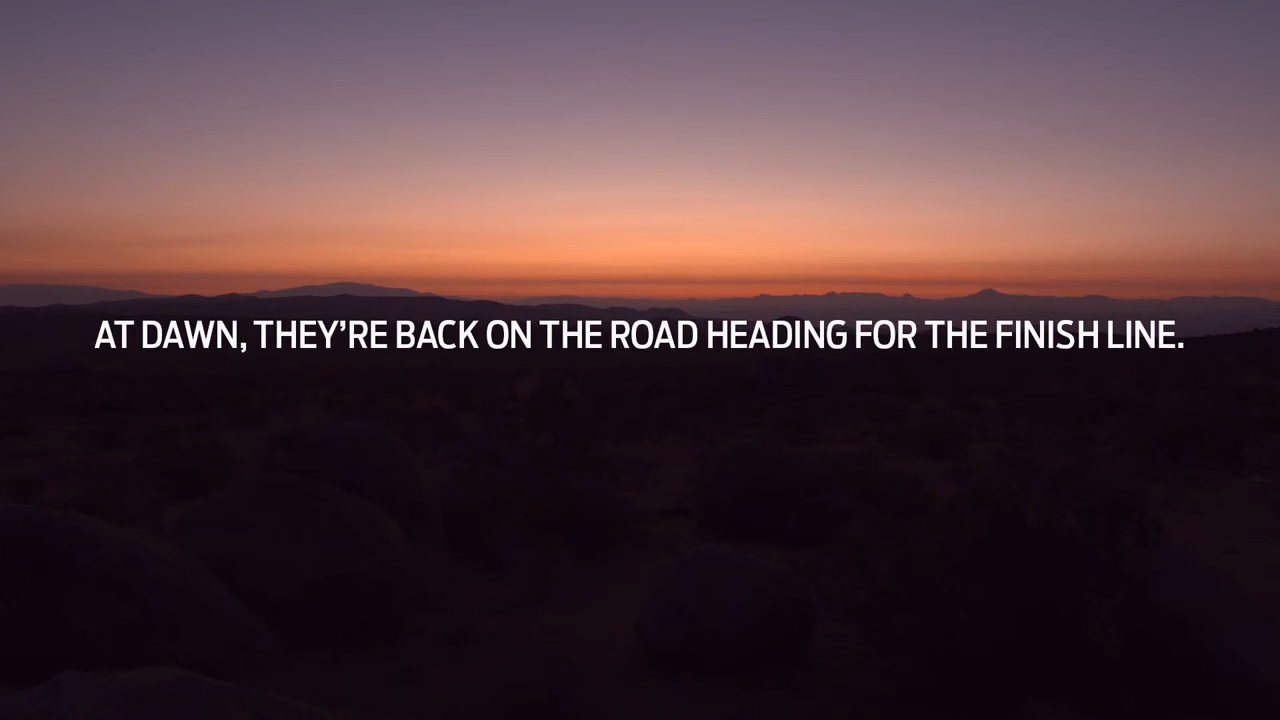 AT DAWN, THEY’RE BACK ON THE ROAD HEADING FOR THE FINISH LINE.